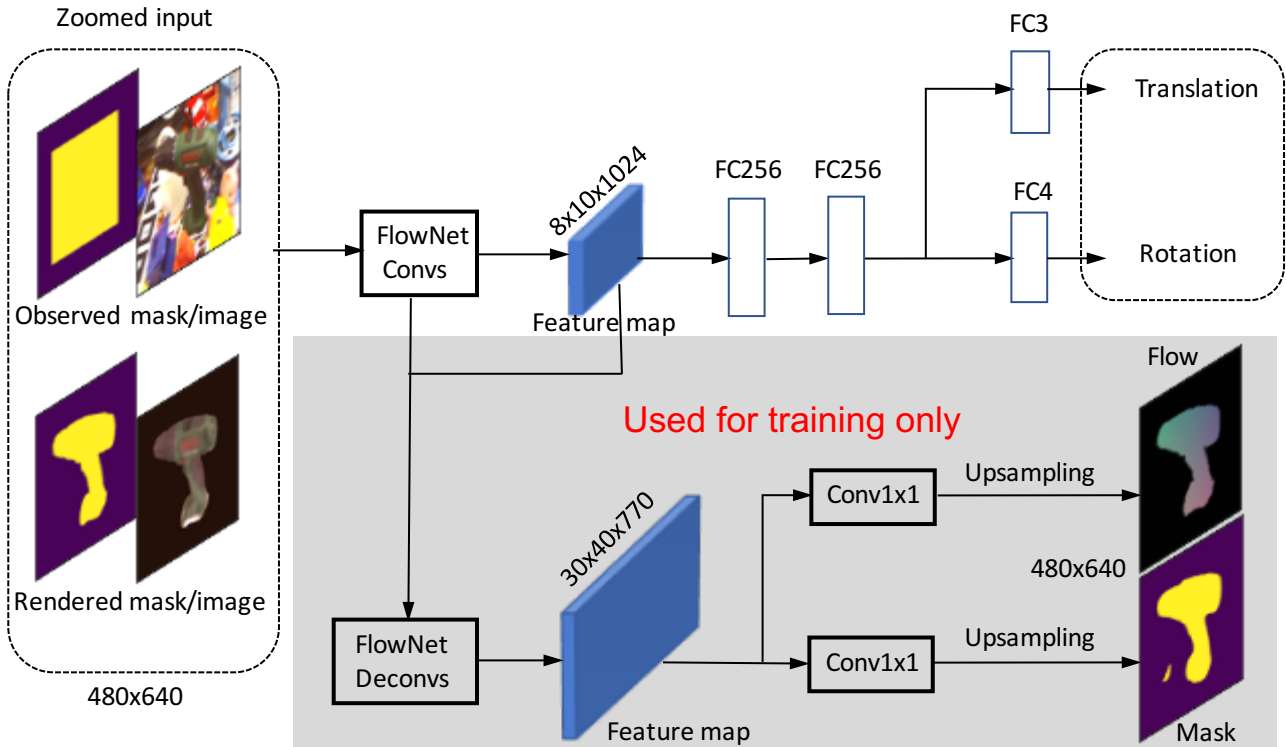 Zoomed input
Observed mask/image
Rendered mask/image
480x640
FlowNet
Convs
8x10x1024
Feature map
FC256
FC256
FC3
FC4
Translation
Rotation
Used for training only
FlowNet
Deconvs
30x40x770
Feature map
Conv1x1
Upsampling
Flow
480x640
Conv1x1
Upsampling
Mask